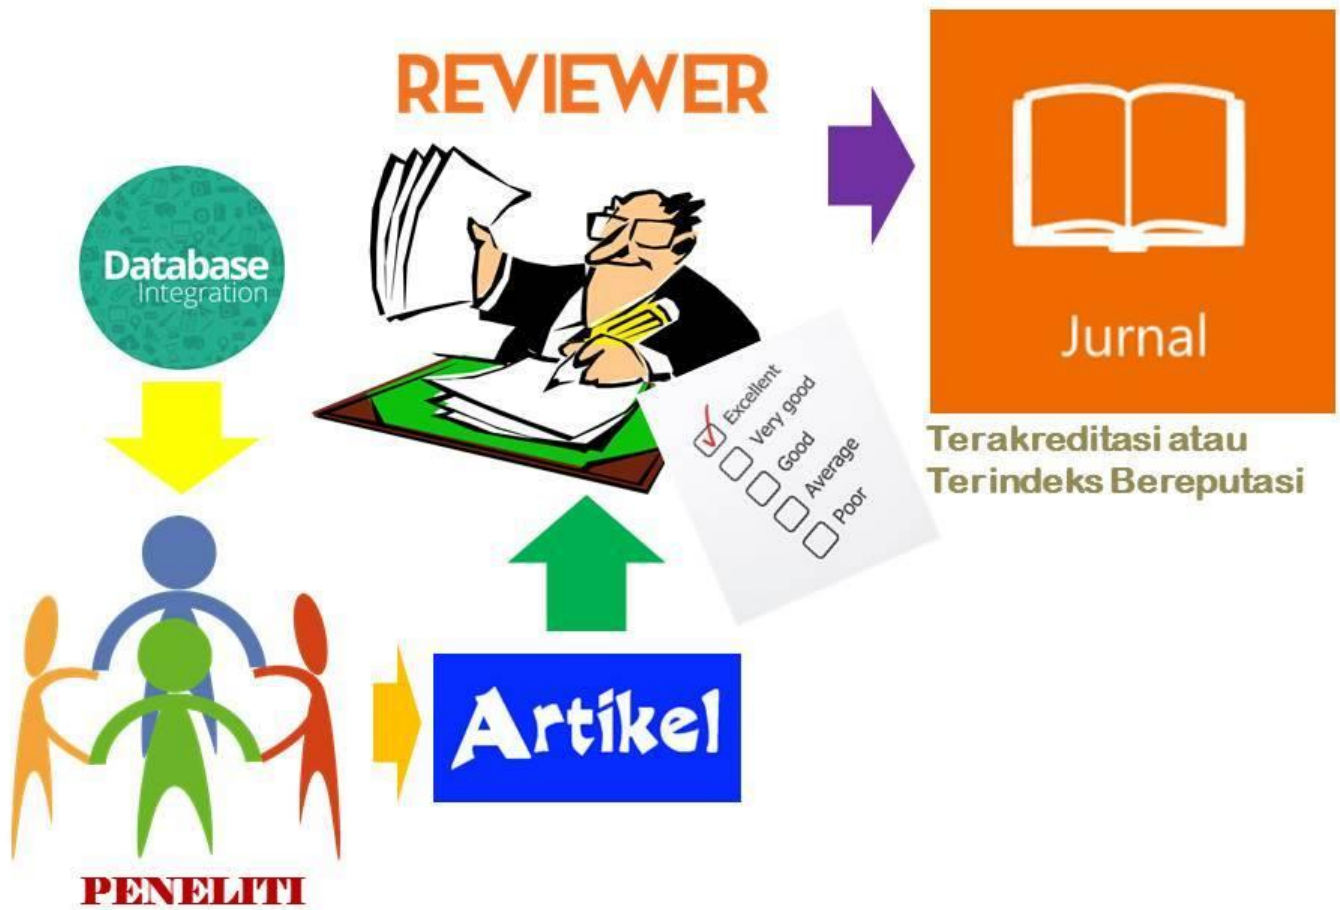 REVIEWER
Database
Integration
Excellent
Very good
Good
Average
Poor
Jurnal
Terakreditasi atau
Terindeks Bereputasi
Artikel
PENELITI